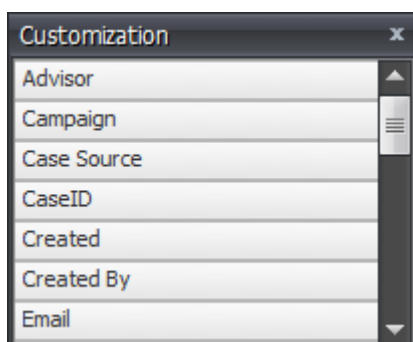 Customization
Advisor
Campaign
Case Source
CaseID
Created
Created By
Email